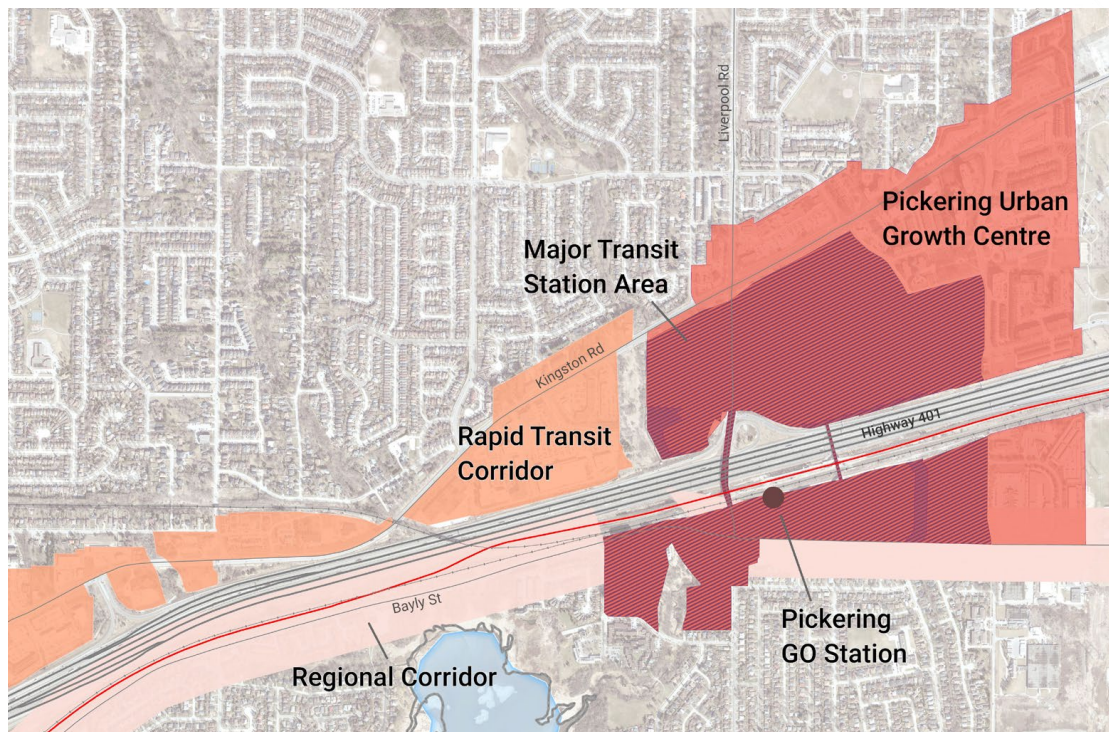 Liverpool Rd
Pickering Urban
Growth Centre
Major Transit
Station Area
Kingston Rd
Highway 401
Rapid Transit
Corridor
Bayly St
Pickering
GO Station
Regional Corridor